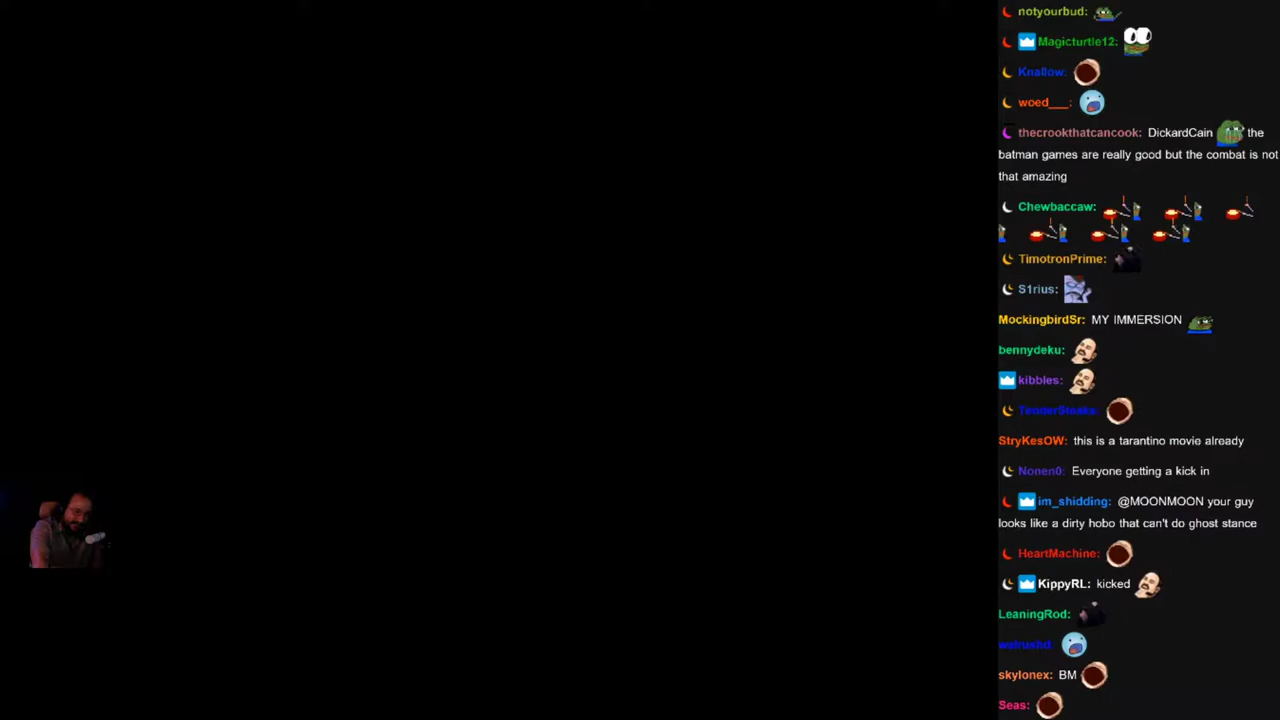 notyourbud:
Magicturtle12:
Knallow:
woed___:
thecrookthatcancook: DickardCain the
batman games are really good but the combat is not
that amazing
Chewbaccaw:
TimotronPrime:
S1rius:
MockingbirdSr: MY IMMERSION
bennydeku:
kibbles:
TenderSteaks:
StryKesOW: this is a tarantino movie already
Nonen0: Everyone getting a kick in
im_shidding: @MOONMOON your guy
looks like a dirty hobo that can't do ghost stance
HeartMachine:
KippyRL: kicked
LeaningRod:
skylonex: BM
Seas: